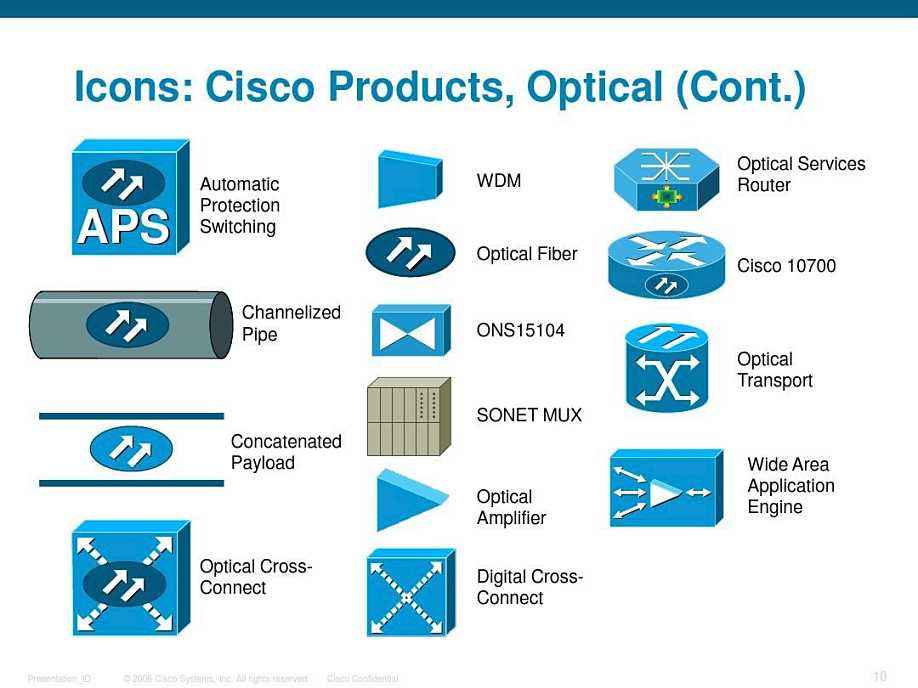 Icons: Cisco Products, Optical (Cont.)
APS
Automatic
Protection
Switching
Channelized
Pipe
Concatenated
Payload
Optical Cross-
Connect
WDM
Optical Fiber
ONS15104
SONET MUX
Optical
Amplifier
Digital Cross-
Connect
Optical Services
Router
Cisco 10700
Optical
Transport
Wide Area
Application
Engine
Presentation_ID
© 2006 Cisco Systems, Inc. All rights reserved.
Cisco Confidential
10